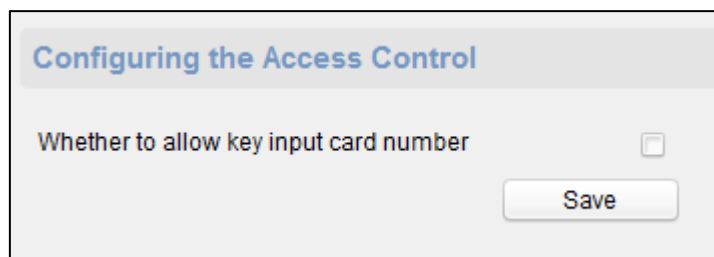 Configuring the Access Control
Whether to allow key input card number
Save